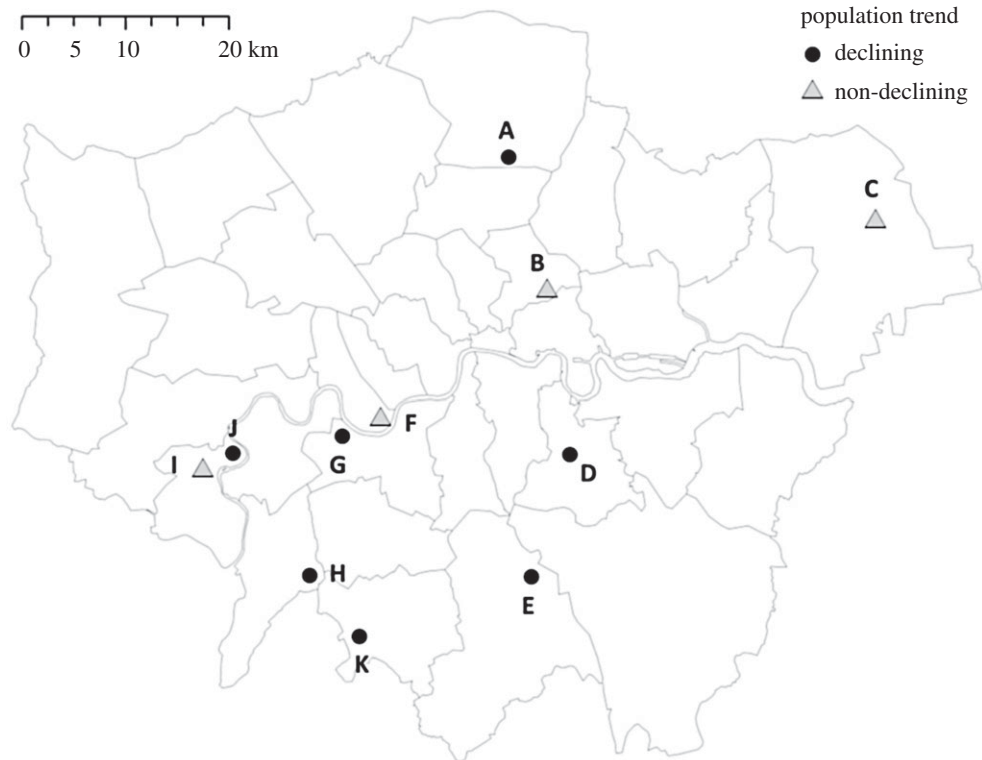 0 5 10 20 km
population trend
declining
non-declining
A
C
B
F
J
G
I
D
H
E
K